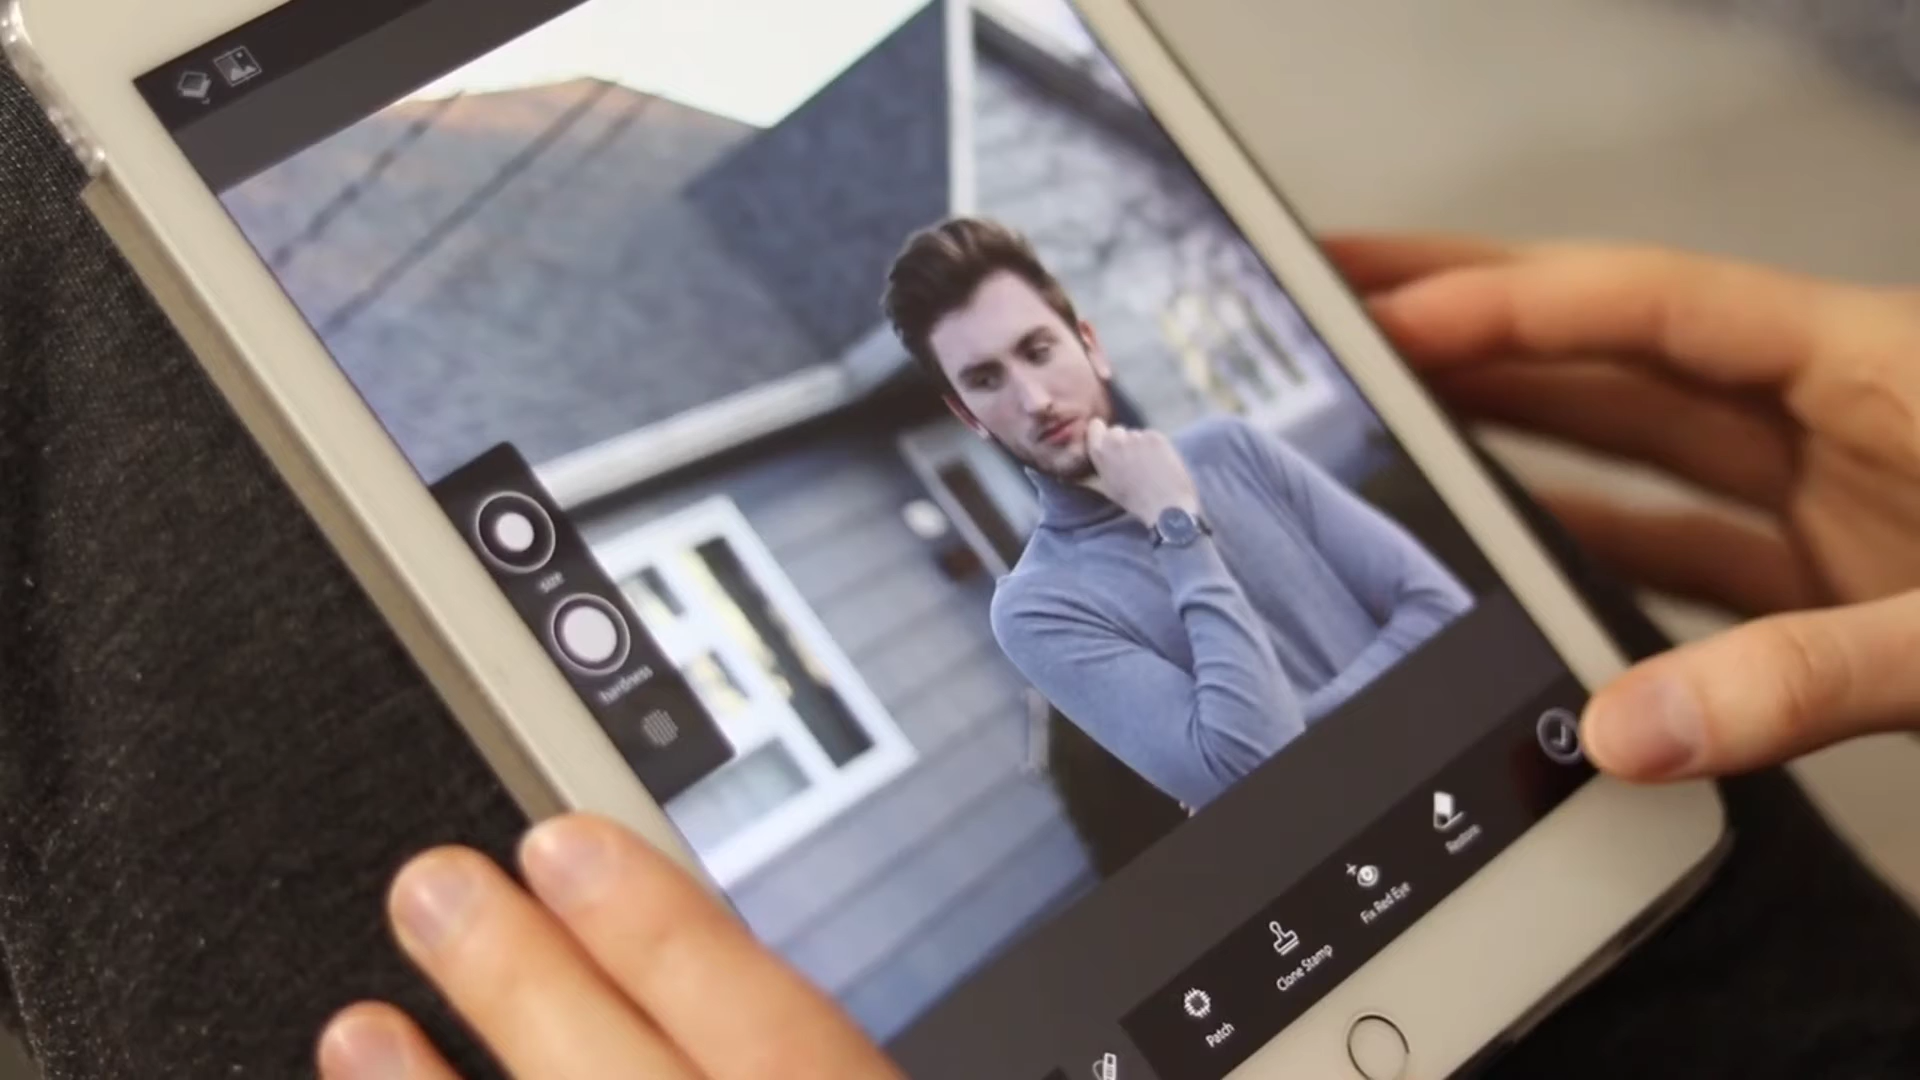 size
hardness
Patch
Clone Stamp
Fix Red Eye
Restore